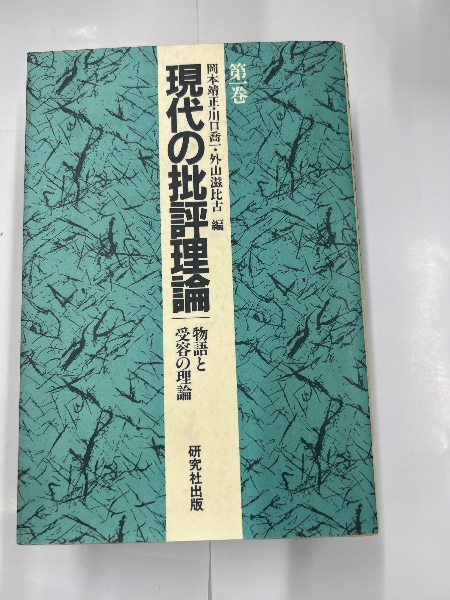 第一巻
岡本靖正・川口喬一・外山滋比古 編
現代の批評理論
物語と
受容の理論
研究社出版